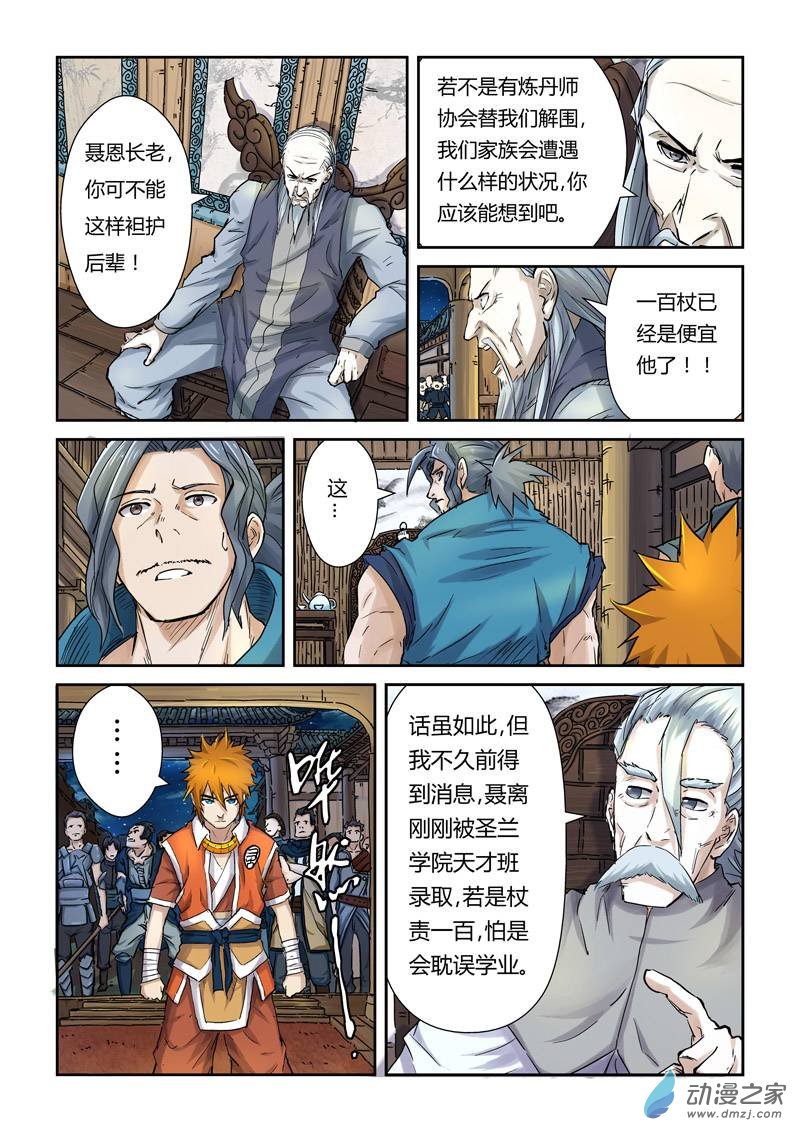 聂恩长老，
你可不能
这样袒护
后辈！
若不是有炼丹师
协会替我们解围，
我们家族会遭遇
什么样的状况，你
应该能想到吧。
一百杖已
经是便宜
他了！！
这
…
……
哗然
话虽如此，但
我不久前得
到消息，聂离
刚刚被圣兰
学院天才班
录取，若是杖
责一百，怕是
会耽误学业。
动漫之家
www.dmzj.com